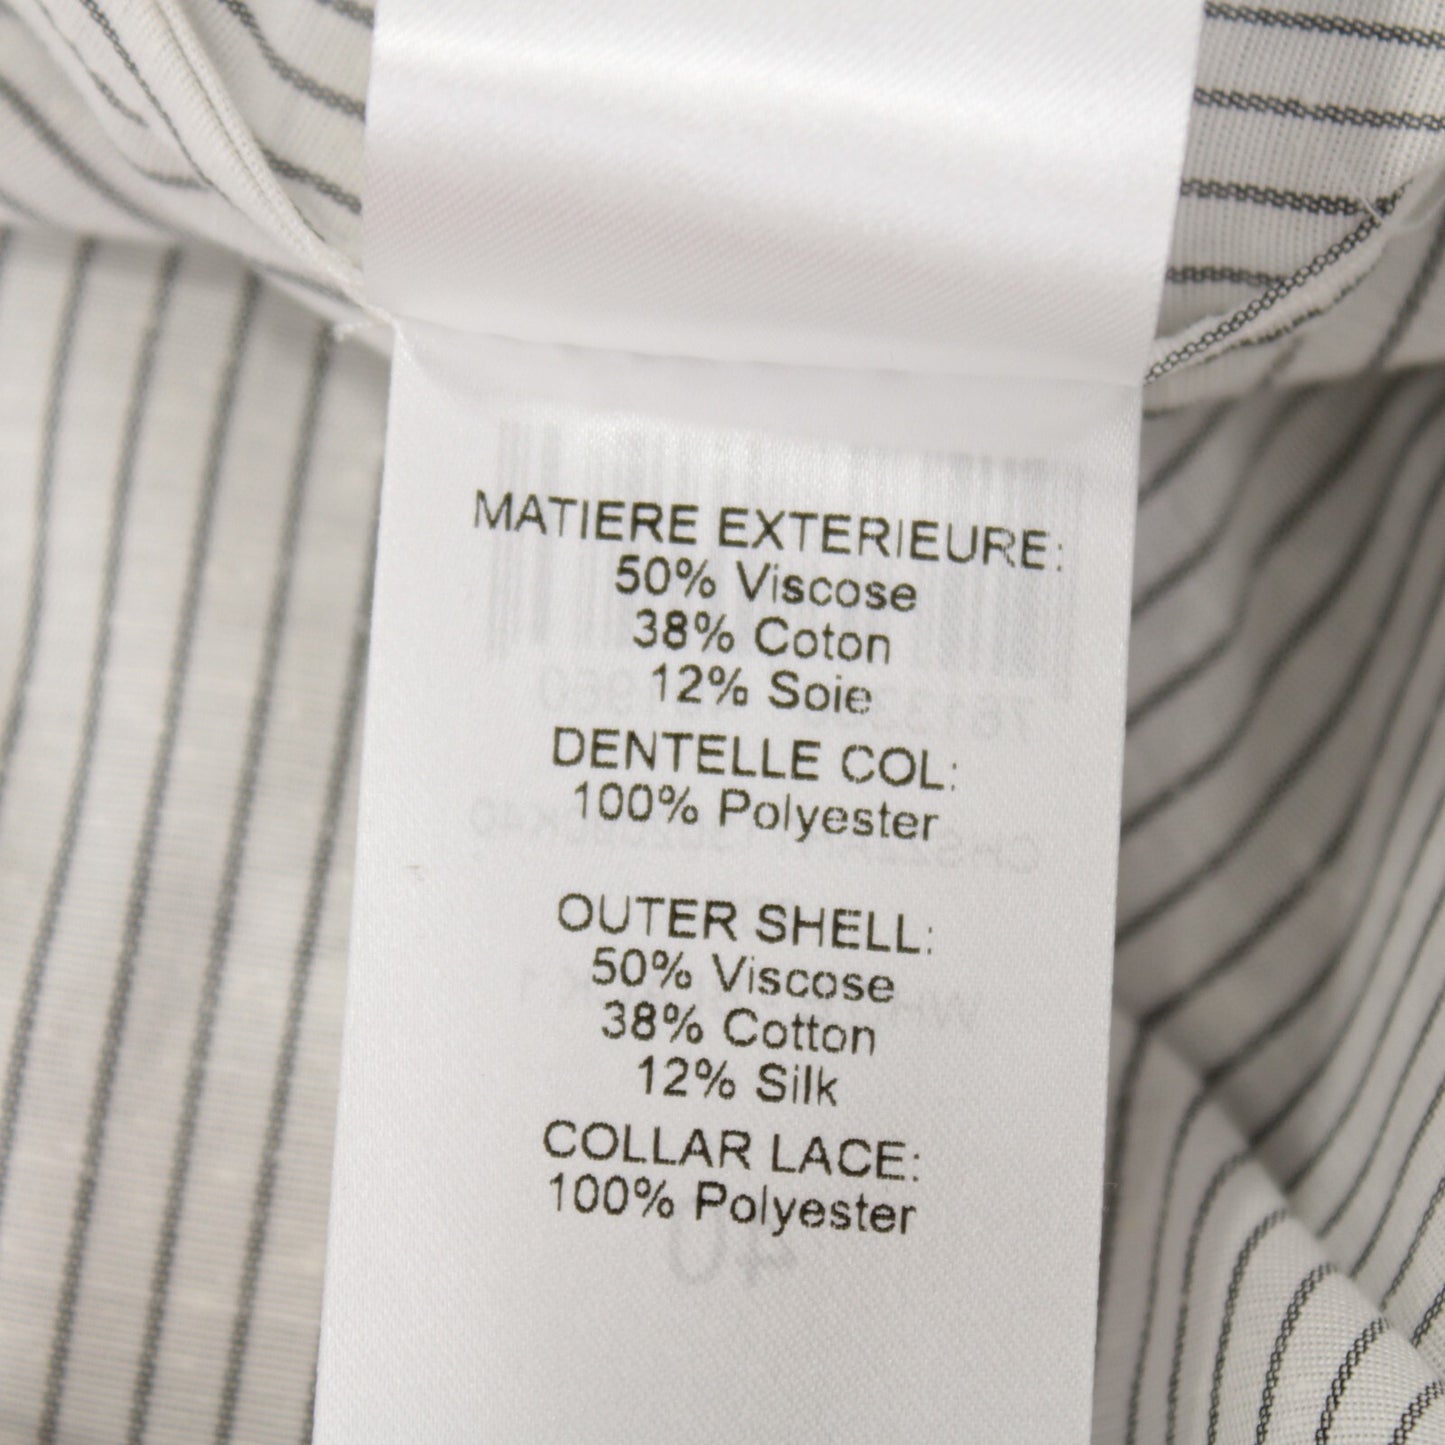 MATIERE EXTERIEURE:
50% Viscose
38% Coton
12% Soie
DENTELLE COL:
100% Polyester
OUTER SHELL:
50% Viscose
38% Cotton
12% Silk
COLLAR LACE:
100% Polyester
40